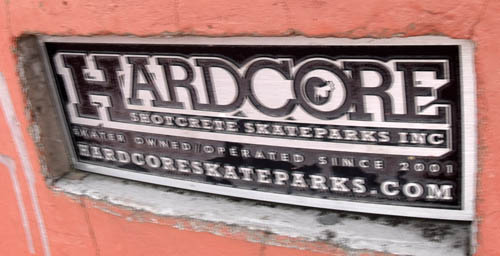 HARDCORE
SHOTCRETE SKATEPARKS INC
SKATER OWNED/OPERATED SINCE 2001
HARDCORESKATEPARKS.COM